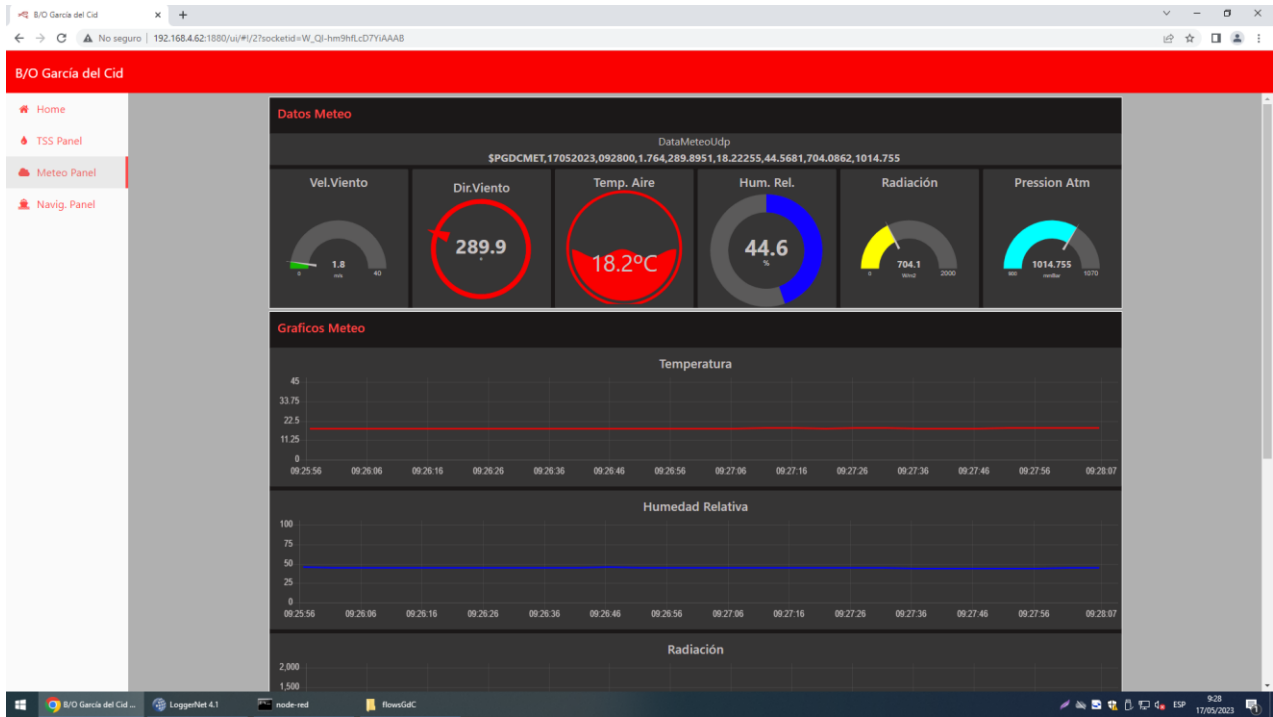 B/O García del Cid
No seguro
192.168.4.62:1880/ui/#!/2?socketid=W_QI-hm9hfLcD7YiAAAB
B/O García del Cid
Home
TSS Panel
Meteo Panel
Navig. Panel
Datos Meteo
DataMeteoUdp
$PGDCMET,17052023,092800,1.764,289.8951,18.22255,44.5681,704.0862,1014.755
Vel.Viento Dir.Viento Temp. Aire Hum. Rel. Radiación Pression Atm
1.8
m/s
0 40
289.9
°
18.2ºC
44.6
%
704.1
W/m2
0 2000
1014.755
mmBar
1070
Graficos Meteo
Temperatura
45
33.75
22.5
11.25
0
09:25:56 09:26:06 09:26:16 09:26:26 09:26:36 09:26:46 09:26:56 09:27:06 09:27:16 09:27:26 09:27:36 09:27:46 09:27:56 09:28:07
Humedad Relativa
100
75
50
25
0
09:25:56 09:26:06 09:26:16 09:26:26 09:26:36 09:26:46 09:26:56 09:27:06 09:27:16 09:27:26 09:27:36 09:27:46 09:27:56 09:28:07
Radiación
2,000
1,500
B/O García del Cid ... LoggerNet 4.1 node-red flowsGdC ESP 9:28
17/05/2023